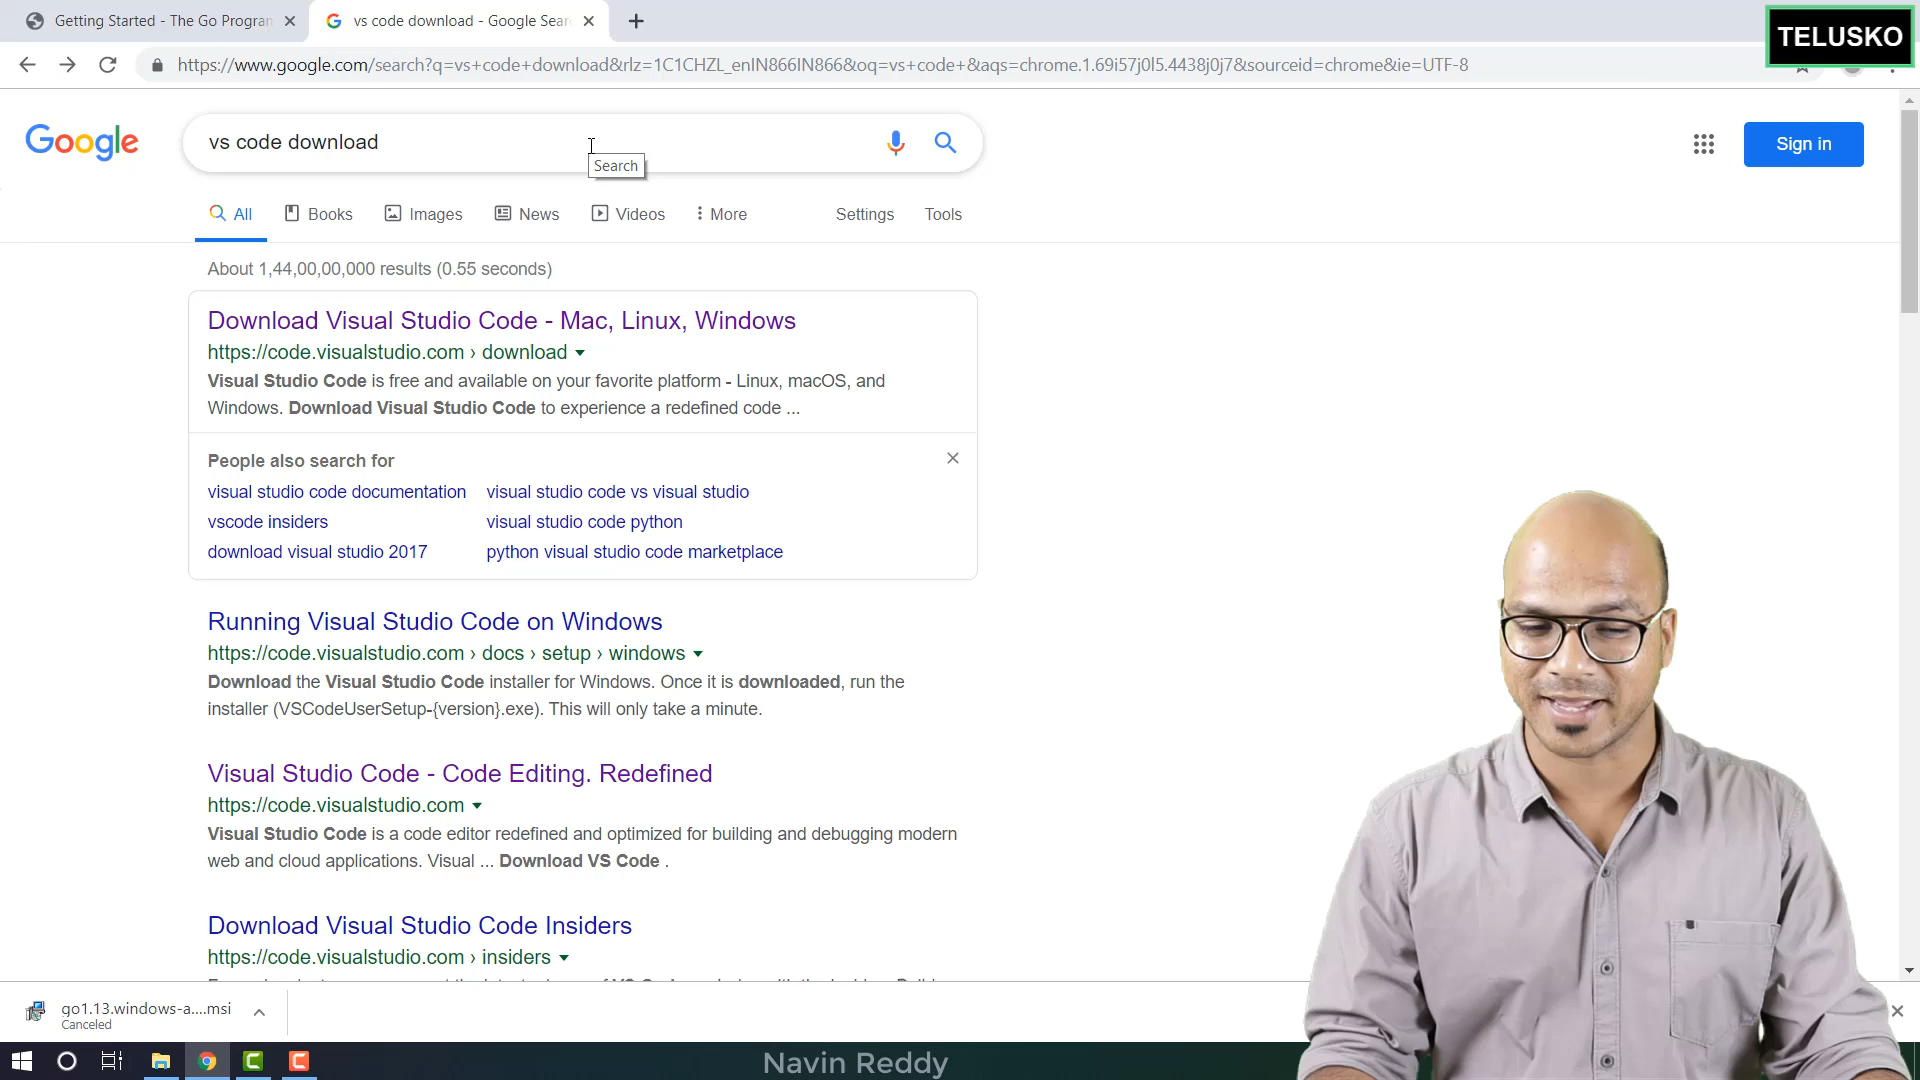 Getting Started - The Go Program
vs code download - Google Sear
TELUSKO
https://www.google.com/search?q=vs+code+download&rlz=1C1CHZL_enIN866IN866&oq=vs+code+&aqs=chrome.1.69i57j0l5.4438j0j7&sourceid=chrome&ie=UTF-8
Google
vs code download
Sign in
Search
All Books Images News Videos More Settings Tools
About 1,44,00,00,000 results (0.55 seconds)
Download Visual Studio Code - Mac, Linux, Windows
https://code.visualstudio.com › download
Visual Studio Code is free and available on your favorite platform - Linux, macOS, and
Windows. Download Visual Studio Code to experience a redefined code ...
People also search for
visual studio code documentation visual studio code vs visual studio
vscode insiders visual studio code python
download visual studio 2017 python visual studio code marketplace
Running Visual Studio Code on Windows
https://code.visualstudio.com › docs › setup › windows
Download the Visual Studio Code installer for Windows. Once it is downloaded, run the
installer (VSCodeUserSetup-{version}.exe). This will only take a minute.
Visual Studio Code - Code Editing. Redefined
https://code.visualstudio.com
Visual Studio Code is a code editor redefined and optimized for building and debugging modern
web and cloud applications. Visual ... Download VS Code .
Download Visual Studio Code Insiders
https://code.visualstudio.com › insiders
go1.13.windows-a....msi
Canceled
Navin Reddy